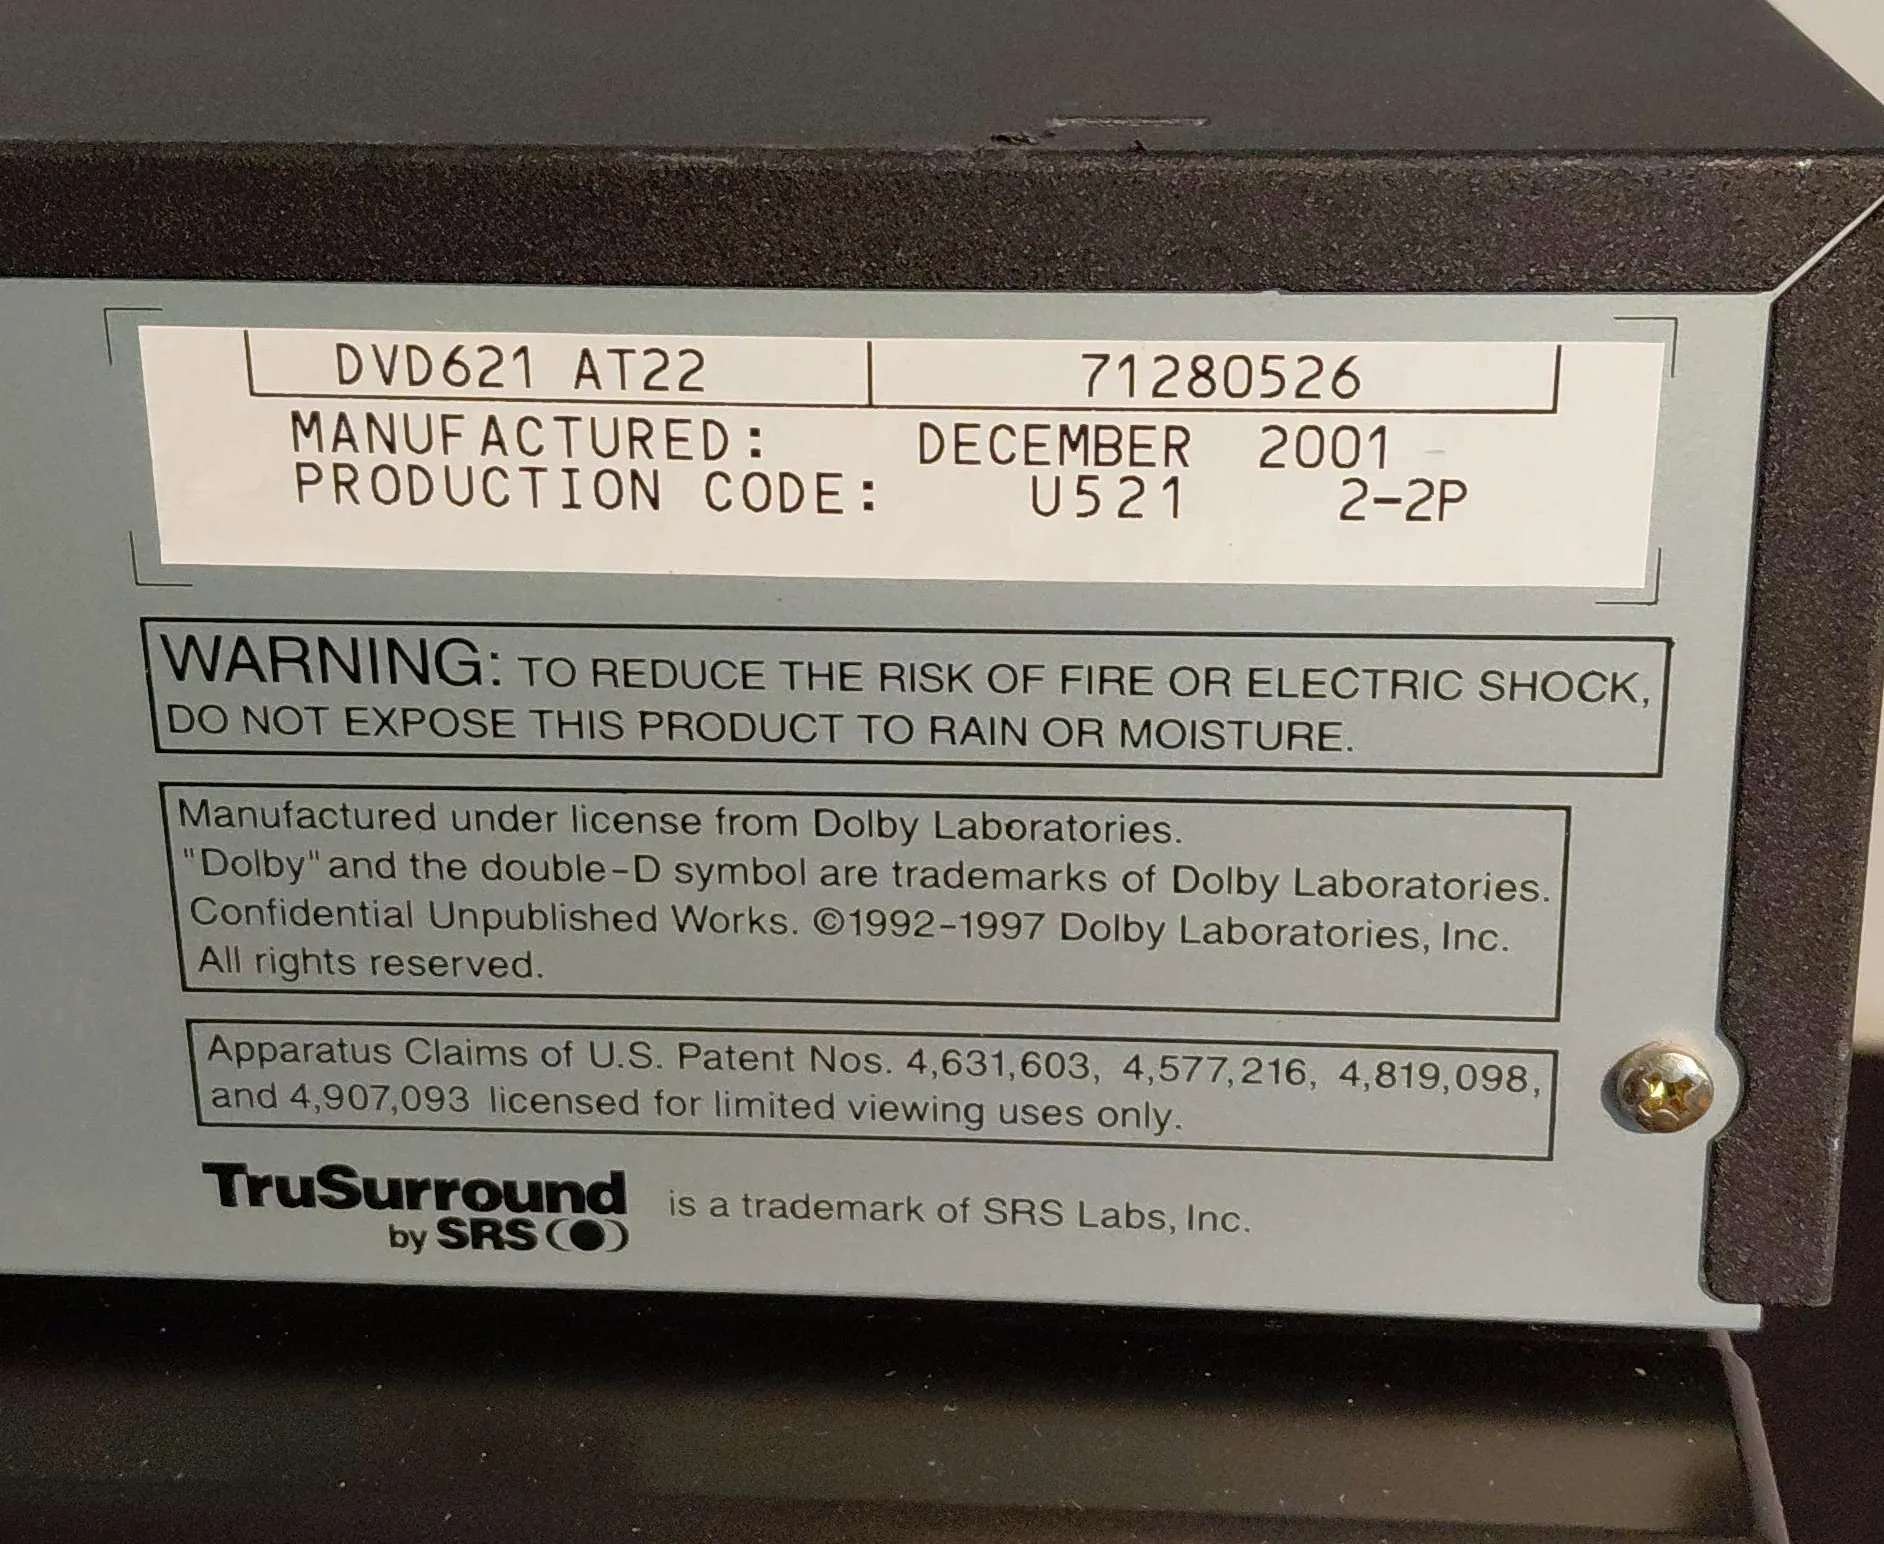 DVD621 AT22 71280526
MANUFACTURED: DECEMBER 2001
PRODUCTION CODE: U521 2-2P
WARNING: TO REDUCE THE RISK OF FIRE OR ELECTRIC SHOCK,
DO NOT EXPOSE THIS PRODUCT TO RAIN OR MOISTURE.
Manufactured under license from Dolby Laboratories.
"Dolby" and the double-D symbol are trademarks of Dolby Laboratories.
Confidential Unpublished Works. ©1992-1997 Dolby Laboratories, Inc.
All rights reserved.
Apparatus Claims of U.S. Patent Nos. 4,631,603, 4,577,216, 4,819,098,
and 4,907,093 licensed for limited viewing uses only.
TruSurround is a trademark of SRS Labs, Inc.
by SRS